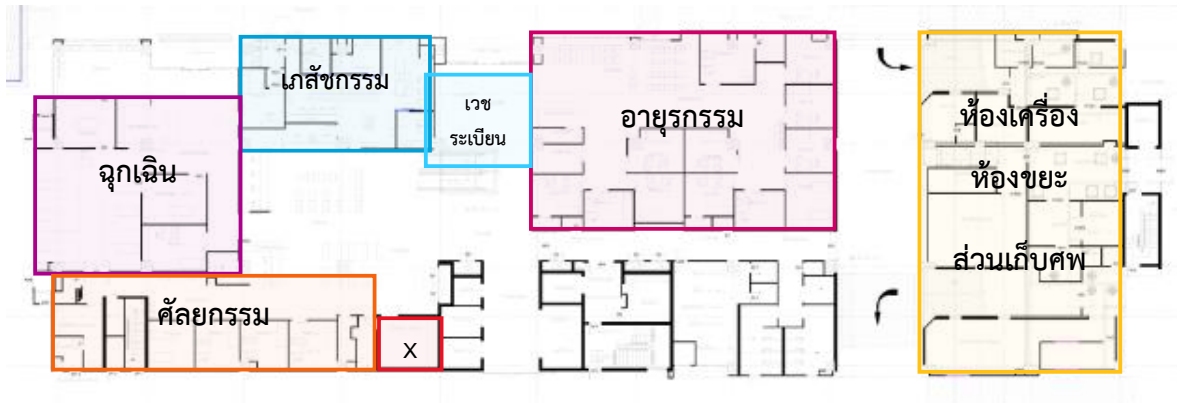 เภสัชกรรม
เวช
ระเบียน
อายุรกรรม
ห้องเครื่อง
ฉุกเฉิน
ห้องขยะ
ส่วนเก็บศพ
ศัลยกรรม
X